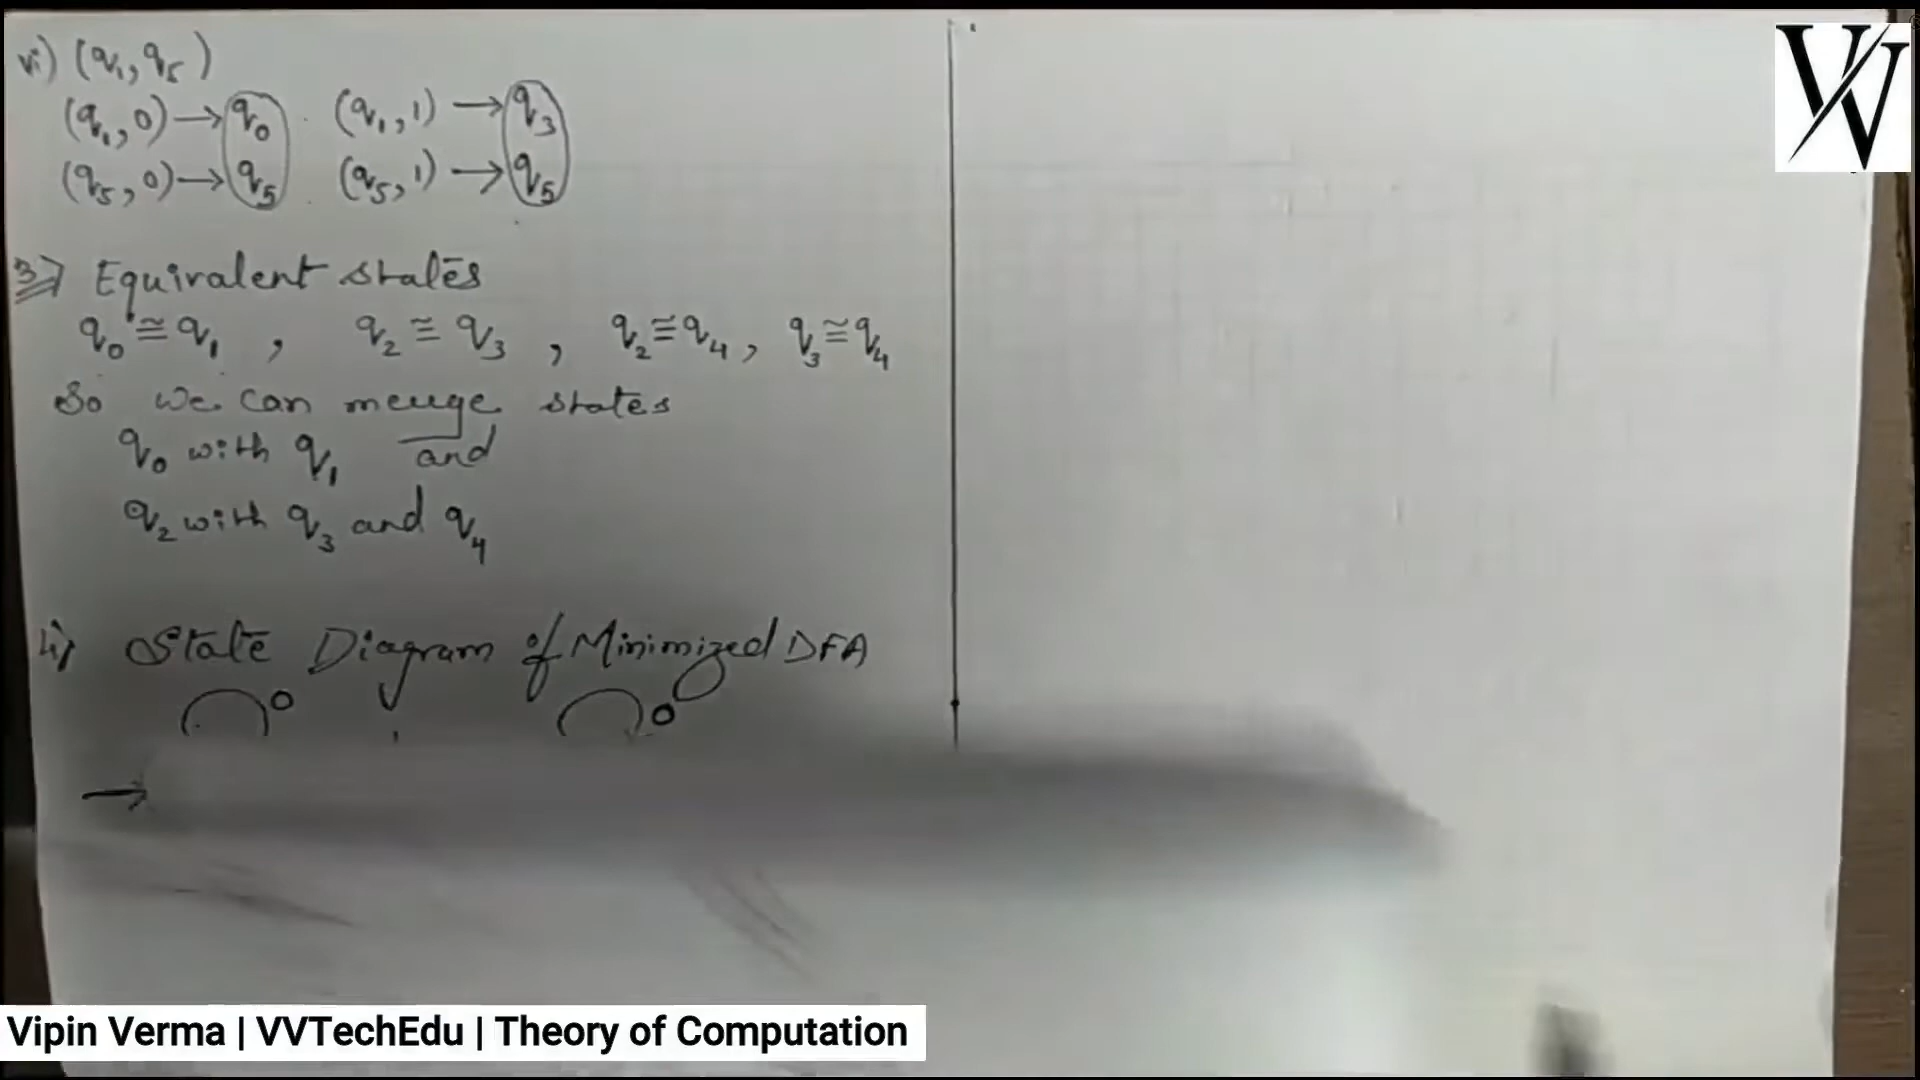 vi) (q₁, q₅)
(q₁, 0) → q₀ (q₁, 1) → q₃
(q₅, 0) → q₅ (q₅, 1) → q₅
3) Equivalent states
q₀ ≅ q₁ , q₂ ≅ q₃ , q₂ ≅ q₄ , q₃ ≅ q₄
So we can merge states
q₀ with q₁ and
q₂ with q₃ and q₄
4) State Diagram of Minimized DFA
0 0
→
VV
Vipin Verma | VVTechEdu | Theory of Computation